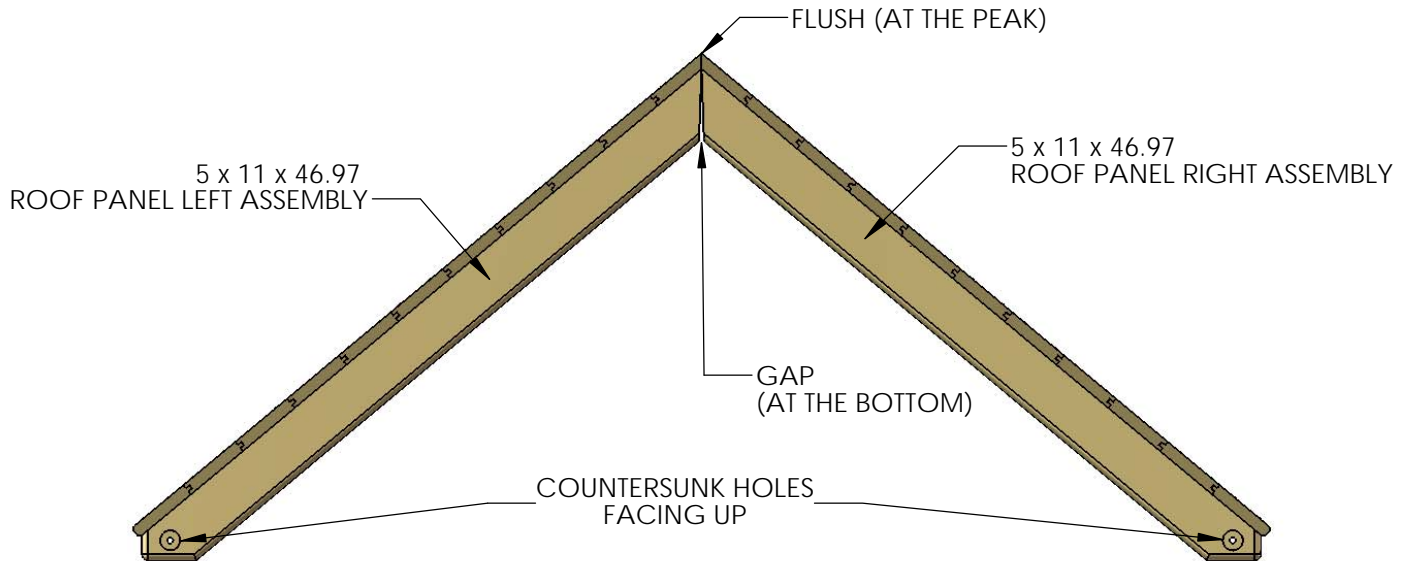 FLUSH (AT THE PEAK)
5 x 11 x 46.97
ROOF PANEL LEFT ASSEMBLY
5 x 11 x 46.97
ROOF PANEL RIGHT ASSEMBLY
GAP
(AT THE BOTTOM)
COUNTERSUNK HOLES
FACING UP